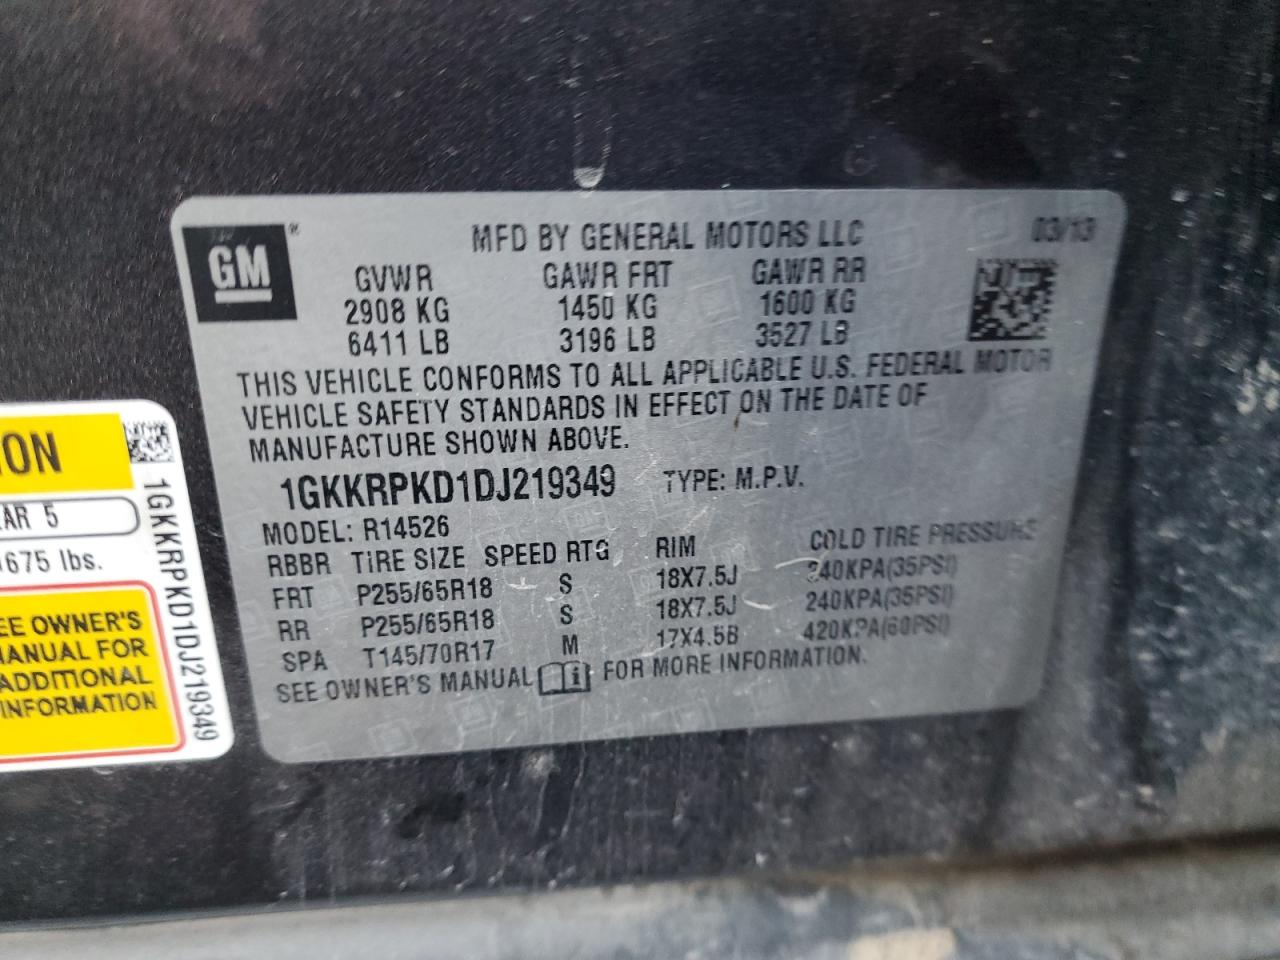 GM
MFD BY GENERAL MOTORS LLC 03/13
GVWR GAWR FRT GAWR RR
2908 KG 1450 KG 1600 KG
6411 LB 3196 LB 3527 LB
THIS VEHICLE CONFORMS TO ALL APPLICABLE U.S. FEDERAL MOTOR
VEHICLE SAFETY STANDARDS IN EFFECT ON THE DATE OF
MANUFACTURE SHOWN ABOVE.
1GKKRPKD1DJ219349 TYPE: M.P.V.
MODEL: R14526
RBBR TIRE SIZE SPEED RTG RIM COLD TIRE PRESSURE
FRT P255/65R18 S 18X7.5J 240KPA(35PSI)
RR P255/65R18 S 18X7.5J 240KPA(35PSI)
SPA T145/70R17 M 17X4.5B 420KPA(60PSI)
SEE OWNER'S MANUAL FOR MORE INFORMATION.
ION
EAR 5
675 lbs.
EE OWNER'S
MANUAL FOR
ADDITIONAL
INFORMATION
1GKKRPKD1DJ219349